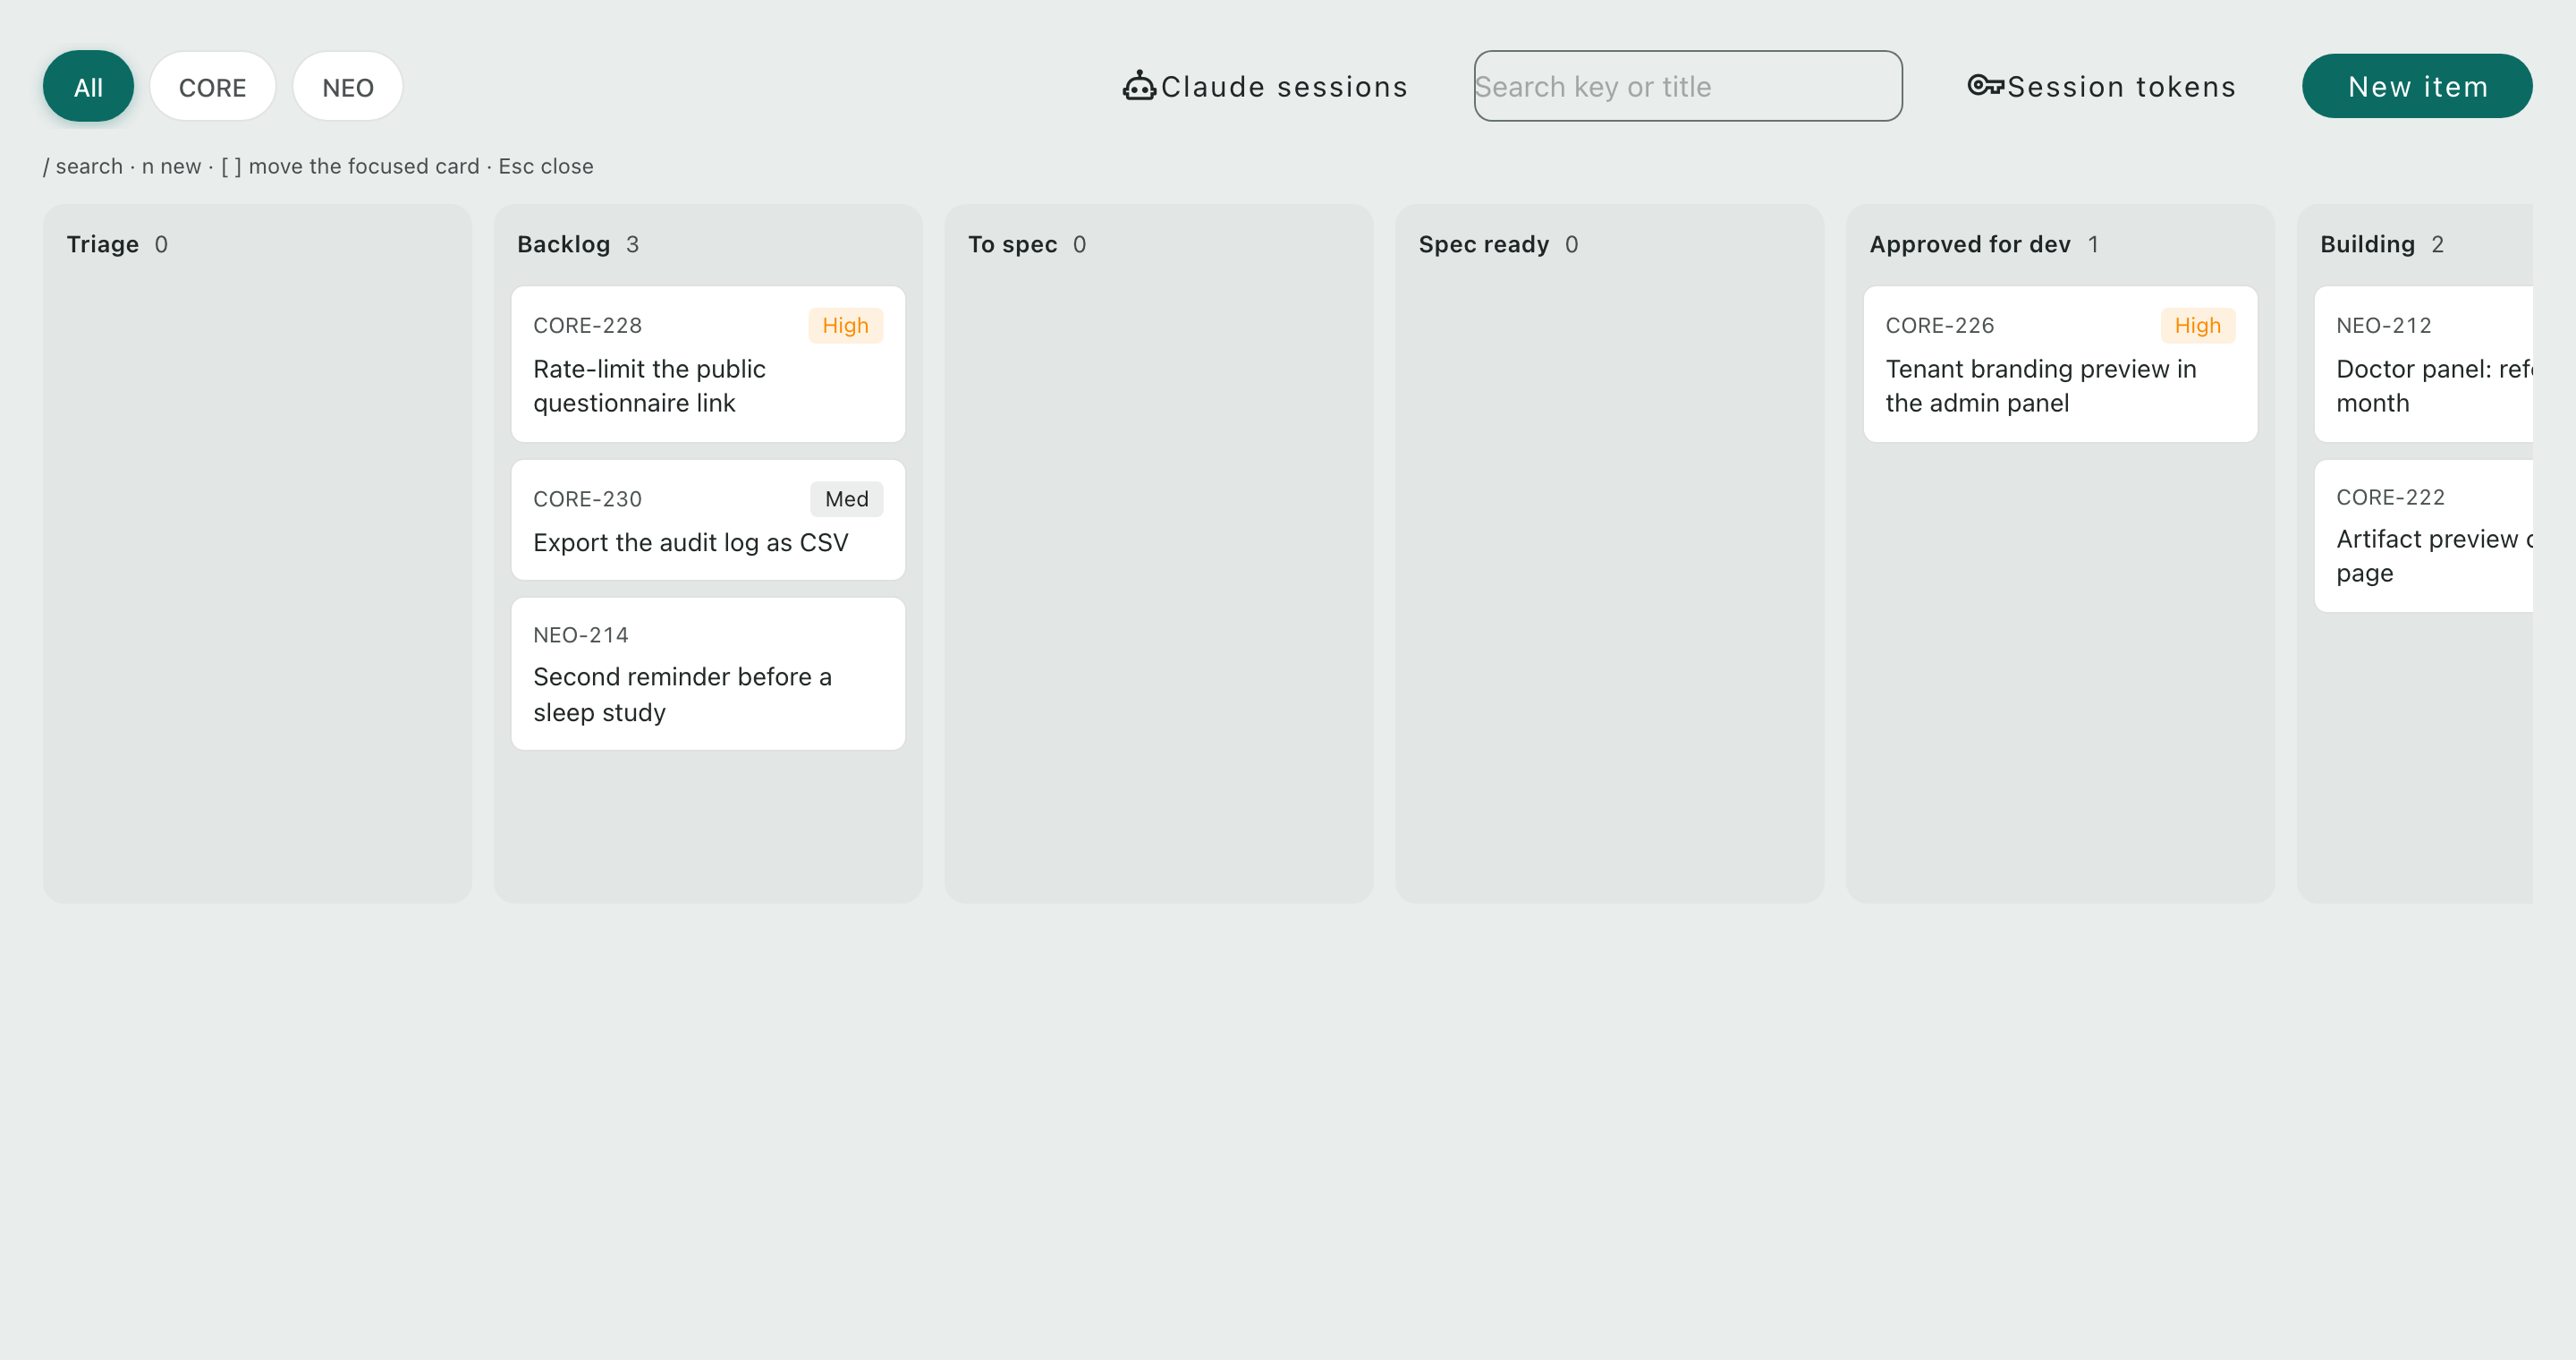 All
CORE
NEO
Claude sessions
Search key or title
Session tokens
New item
/ search · n new · [ ] move the focused card · Esc close
Triage 0
Backlog 3
CORE-228
High
Rate-limit the public
questionnaire link
CORE-230
Med
Export the audit log as CSV
NEO-214
Second reminder before a
sleep study
To spec 0
Spec ready 0
Approved for dev 1
CORE-226
High
Tenant branding preview in
the admin panel
Building 2
NEO-212
Doctor panel:
month
CORE-222
Artifact preview
page